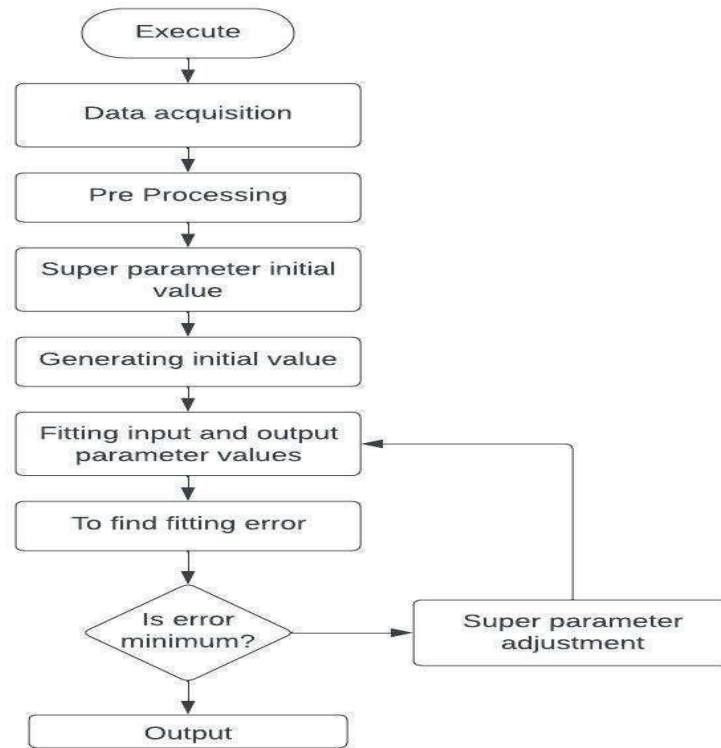 Execute
Data acquisition
Pre Processing
Super parameter initial
value
Generating initial value
Fitting input and output
parameter values
To find fitting error
Is error
minimum?
Super parameter
adjustment
Output